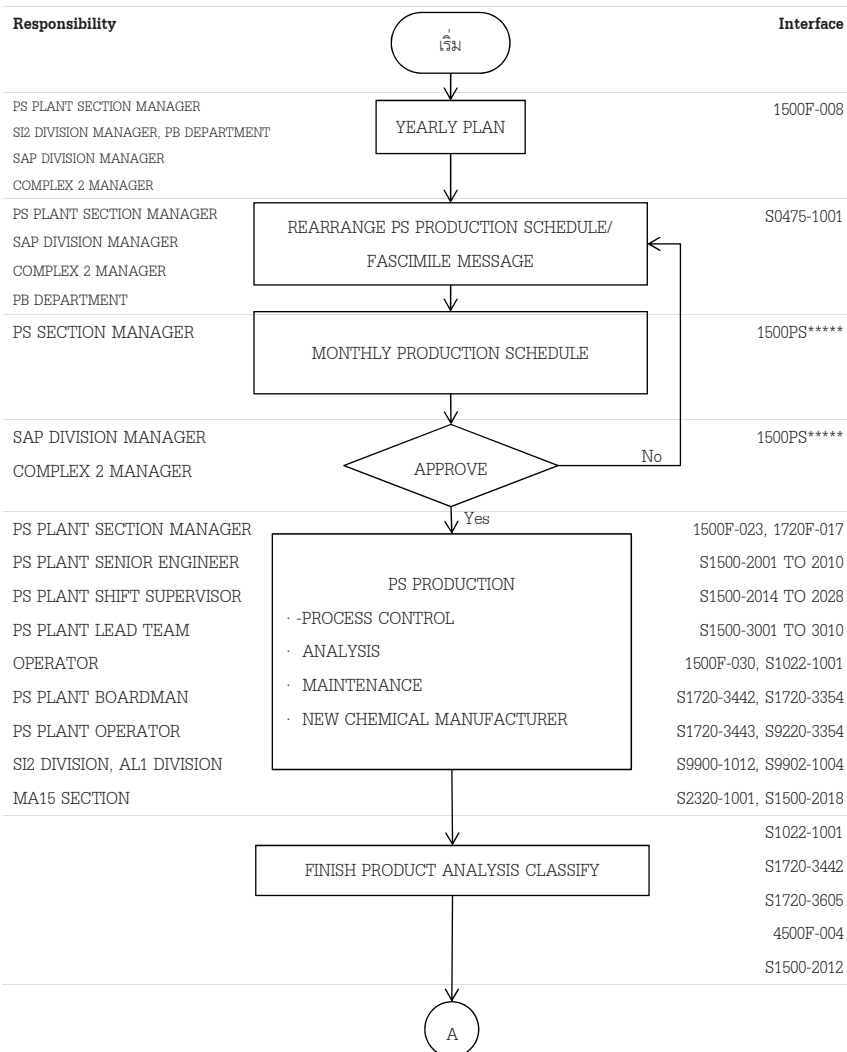 Responsibility
เริ่ม
Interface
PS PLANT SECTION MANAGER
SI2 DIVISION MANAGER, PB DEPARTMENT
SAP DIVISION MANAGER
COMPLEX 2 MANAGER
YEARLY PLAN
1500F-008
PS PLANT SECTION MANAGER
SAP DIVISION MANAGER
COMPLEX 2 MANAGER
PB DEPARTMENT
REARRANGE PS PRODUCTION SCHEDULE/
FASCIMILE MESSAGE
S0475-1001
PS SECTION MANAGER
MONTHLY PRODUCTION SCHEDULE
1500PS*****
SAP DIVISION MANAGER
COMPLEX 2 MANAGER
APPROVE
No
Yes
1500PS*****
PS PLANT SECTION MANAGER
PS PLANT SENIOR ENGINEER
PS PLANT SHIFT SUPERVISOR
PS PLANT LEAD TEAM
OPERATOR
PS PLANT BOARDMAN
PS PLANT OPERATOR
SI2 DIVISION, AL1 DIVISION
MA15 SECTION
PS PRODUCTION
· -PROCESS CONTROL
· ANALYSIS
· MAINTENANCE
· NEW CHEMICAL MANUFACTURER
1500F-023, 1720F-017
S1500-2001 TO 2010
S1500-2014 TO 2028
S1500-3001 TO 3010
1500F-030, S1022-1001
S1720-3442, S1720-3354
S1720-3443, S9220-3354
S9900-1012, S9902-1004
S2320-1001, S1500-2018
FINISH PRODUCT ANALYSIS CLASSIFY
S1022-1001
S1720-3442
S1720-3605
4500F-004
S1500-2012
A